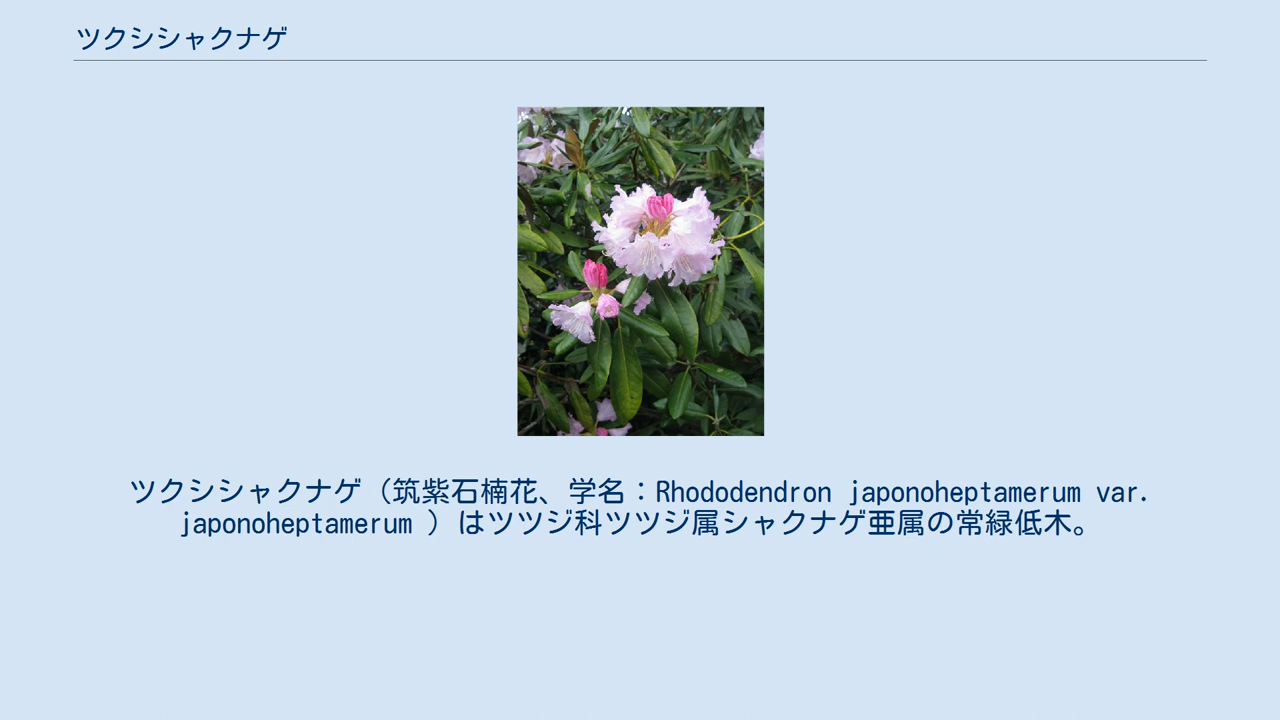 ツクシシャクナゲ
ツクシシャクナゲ（筑紫石楠花、学名：Rhododendron japonoheptamerum var.
japonoheptamerum ）はツツジ科ツツジ属シャクナゲ亜属の常緑低木。